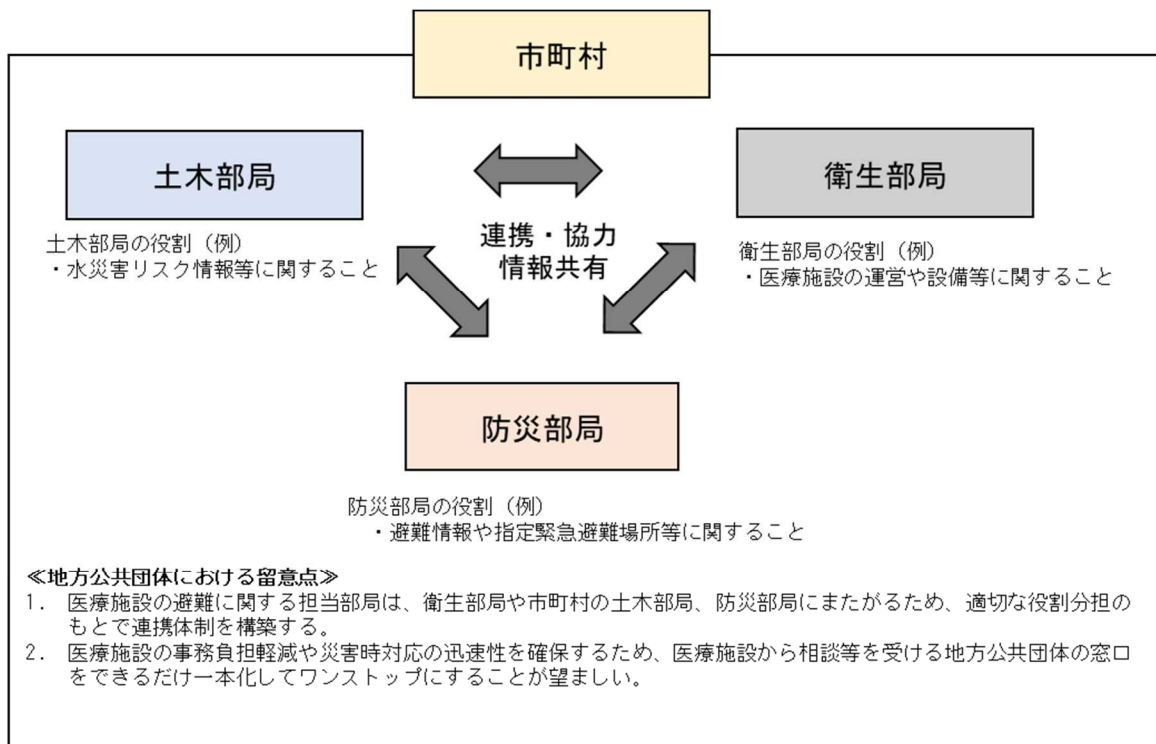 市町村
土木部局
衛生部局
土木部局の役割（例）
・水災害リスク情報等に関すること
連携・協力
情報共有
衛生部局の役割（例）
・医療施設の運営や設備等に関すること
防災部局
防災部局の役割（例）
・避難情報や指定緊急避難場所等に関すること
≪地方公共団体における留意点≫
1. 医療施設の避難に関する担当部局は、衛生部局や市町村の土木部局、防災部局にまたがるため、適切な役割分担の
もとで連携体制を構築する。
2. 医療施設の事務負担軽減や災害時対応の迅速性を確保するため、医療施設から相談等を受ける地方公共団体の窓口
をできるだけ一本化してワンストップにすることが望ましい。